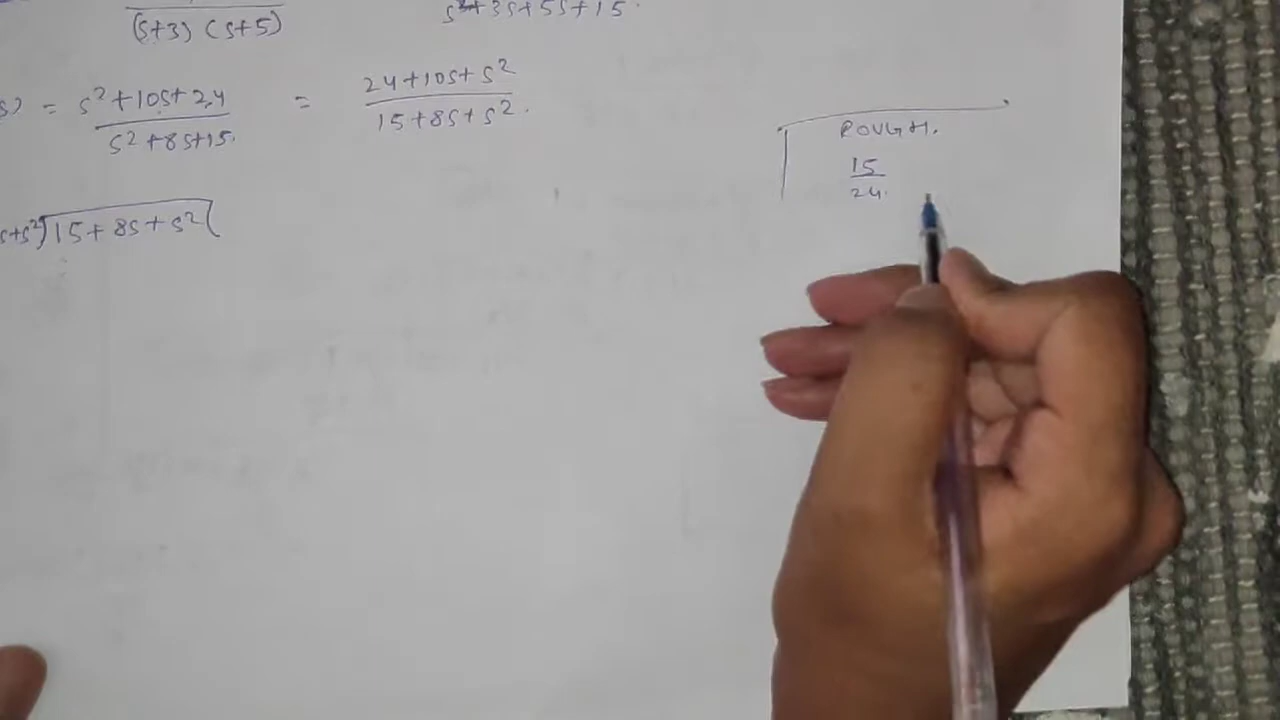 (s+3) (s+5)
s²+3s+5s+15.
s) = s²+10s+24 / s²+8s+15. = 24+10s+s² / 15+8s+s².
s+s²)15+8s+s²(
ROUGH.
15
24.